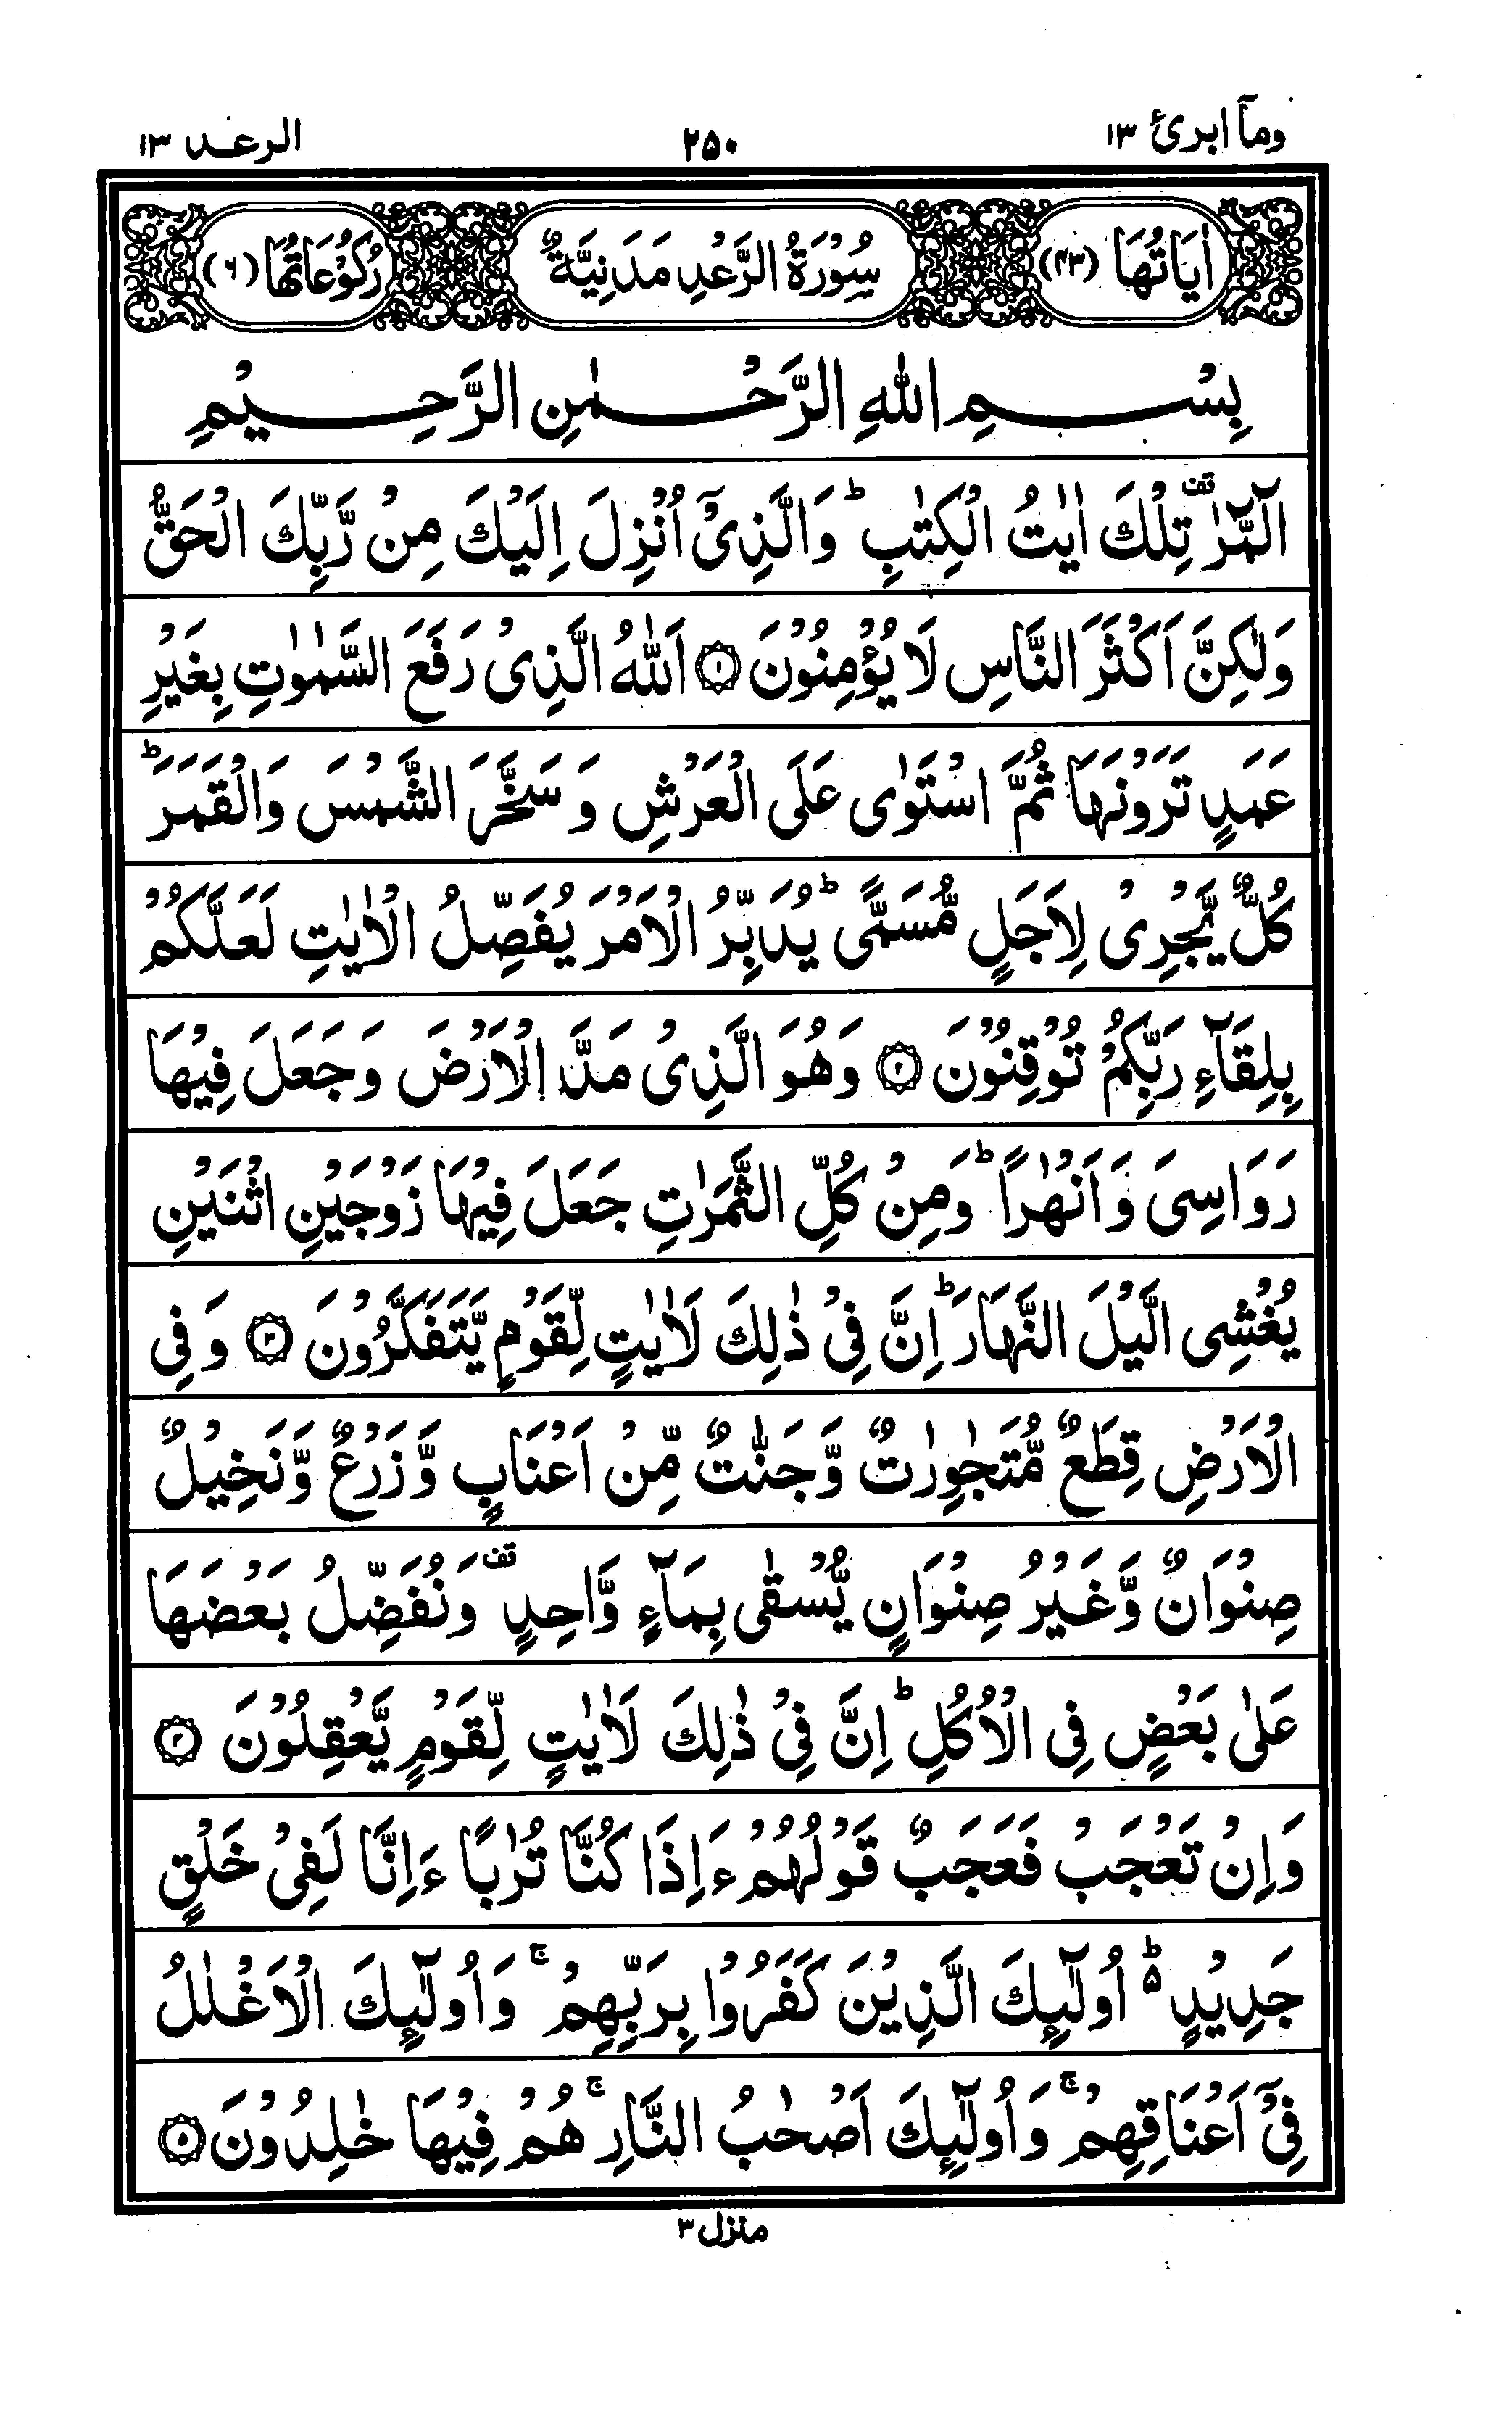 ومآ ابرئ ١٣ ٢٥٠ الرعد ١٣
اٰيَاتُهَا (٤٣) سُوْرَةُ الرَّعْدِ مَدَنِيَّةٌ رُكُوْعَاتُهَا (٦)
بِسْمِ اللّٰهِ الرَّحْمٰنِ الرَّحِيْمِ
الٓمّٓرٰ ۟ تِلْكَ اٰيٰتُ الْكِتٰبِ ؕ وَالَّذِىْۤ اُنْزِلَ اِلَيْكَ مِنْ رَّبِّكَ الْحَقُّ
وَلٰكِنَّ اَكْثَرَ النَّاسِ لَا يُؤْمِنُوْنَ ۝١ اَللّٰهُ الَّذِىْ رَفَعَ السَّمٰوٰتِ بِغَيْرِ
عَمَدٍ تَرَوْنَهَا ثُمَّ اسْتَوٰى عَلَى الْعَرْشِ وَ سَخَّرَ الشَّمْسَ وَالْقَمَرَ ؕ
كُلٌّ يَّجْرِىْ لِاَجَلٍ مُّسَمًّى ؕ يُدَبِّرُ الْاَمْرَ يُفَصِّلُ الْاٰيٰتِ لَعَلَّكُمْ
بِلِقَآءِ رَبِّكُمْ تُوْقِنُوْنَ ۝٢ وَهُوَ الَّذِىْ مَدَّ الْاَرْضَ وَجَعَلَ فِيْهَا
رَوَاسِىَ وَاَنْهٰرًا ؕ وَمِنْ كُلِّ الثَّمَرٰتِ جَعَلَ فِيْهَا زَوْجَيْنِ اثْنَيْنِ
يُغْشِى الَّيْلَ النَّهَارَ ؕ اِنَّ فِىْ ذٰلِكَ لَاٰيٰتٍ لِّقَوْمٍ يَّتَفَكَّرُوْنَ ۝٣ وَفِى
الْاَرْضِ قِطَعٌ مُّتَجٰوِرٰتٌ وَّجَنّٰتٌ مِّنْ اَعْنَابٍ وَّزَرْعٌ وَّنَخِيْلٌ
صِنْوَانٌ وَّغَيْرُ صِنْوَانٍ يُّسْقٰى بِمَآءٍ وَّاحِدٍ ۟ وَنُفَضِّلُ بَعْضَهَا
عَلٰى بَعْضٍ فِى الْاُكُلِ ؕ اِنَّ فِىْ ذٰلِكَ لَاٰيٰتٍ لِّقَوْمٍ يَّعْقِلُوْنَ ۝٤
وَاِنْ تَعْجَبْ فَعَجَبٌ قَوْلُهُمْ ءَاِذَا كُنَّا تُرٰبًا ءَاِنَّا لَفِىْ خَلْقٍ
جَدِيْدٍ ؕ۵ اُولٰٓئِكَ الَّذِيْنَ كَفَرُوْا بِرَبِّهِمْ ۚ وَاُولٰٓئِكَ الْاَغْلٰلُ
فِىْۤ اَعْنَاقِهِمْ ۚ وَاُولٰٓئِكَ اَصْحٰبُ النَّارِ ۚ هُمْ فِيْهَا خٰلِدُوْنَ ۝٥
منزل ٣